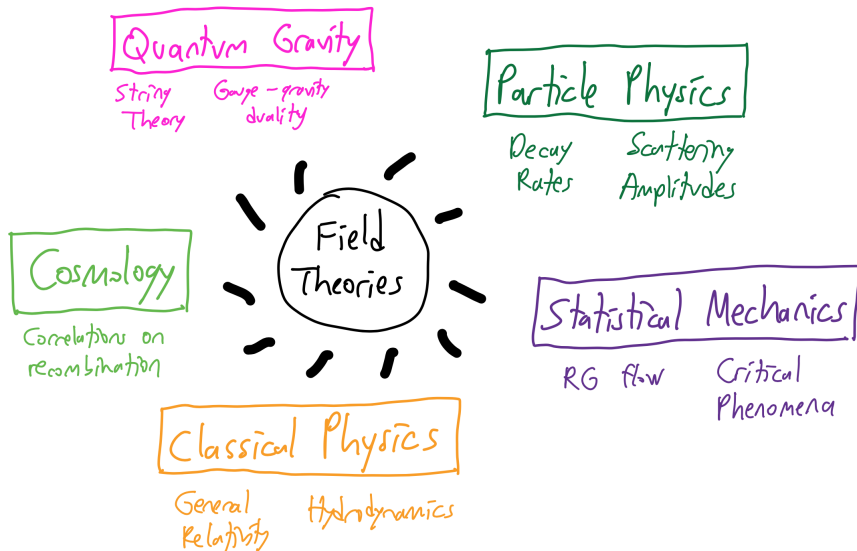 Quantum Gravity
String Theory
Gauge-gravity duality
Particle Physics
Decay Rates
Scattering Amplitudes
Field
Theories
Cosmology
Correlations on
recombination
Statistical Mechanics
RG flow
Critical Phenomena
Classical Physics
General Relativity
Hydrodynamics